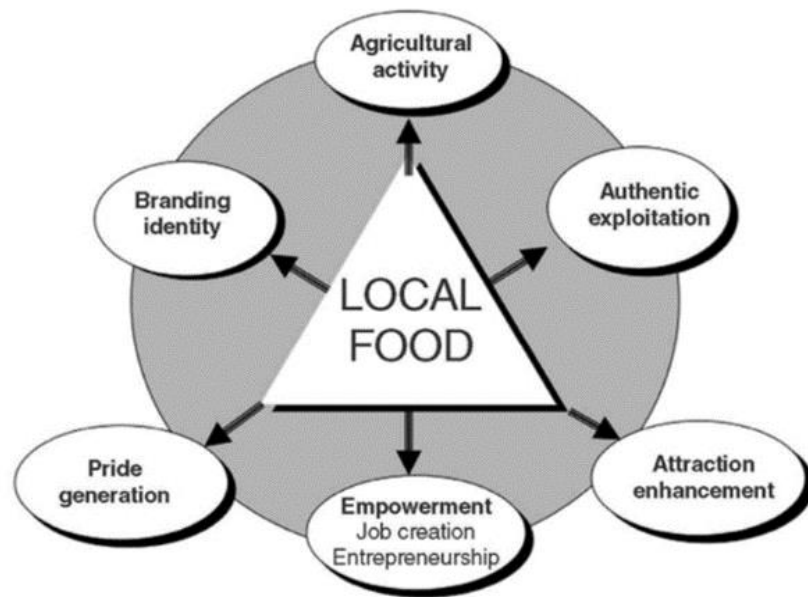 Agricultural
activity
Branding
identity
Authentic
exploitation
LOCAL
FOOD
Pride
generation
Empowerment
Job creation
Entrepreneurship
Attraction
enhancement